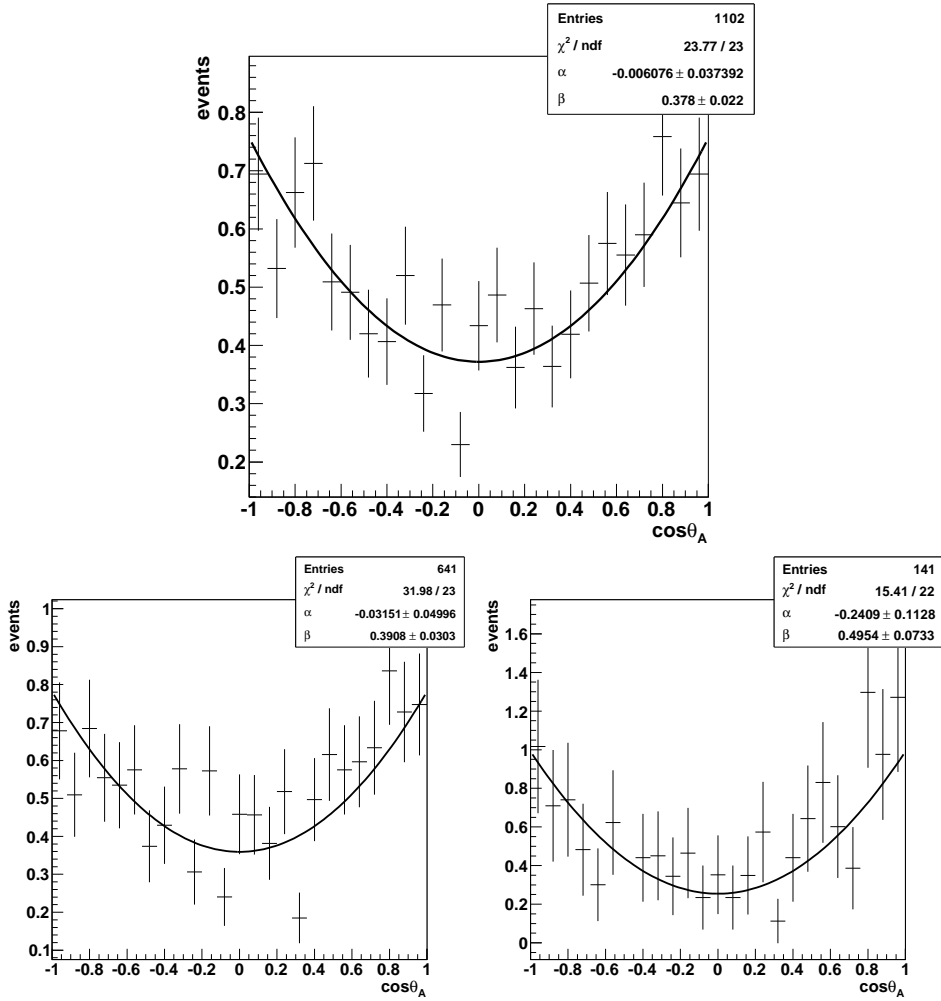 Entries 1102
χ² / ndf 23.77 / 23
α -0.006076 ± 0.037392
β 0.378 ± 0.022
events
0.8
0.7
0.6
0.5
0.4
0.3
0.2
-1 -0.8 -0.6 -0.4 -0.2 0 0.2 0.4 0.6 0.8 1
cosθA
Entries 641
χ² / ndf 31.98 / 23
α -0.03151 ± 0.04996
β 0.3908 ± 0.0303
events
1
0.9
0.8
0.7
0.6
0.5
0.4
0.3
0.2
0.1
-1 -0.8 -0.6 -0.4 -0.2 0 0.2 0.4 0.6 0.8 1
cosθA
Entries 141
χ² / ndf 15.41 / 22
α -0.2409 ± 0.1128
β 0.4954 ± 0.0733
events
1.6
1.4
1.2
1.0
0.8
0.6
0.4
0.2
0
-1 -0.8 -0.6 -0.4 -0.2 0 0.2 0.4 0.6 0.8 1
cosθA